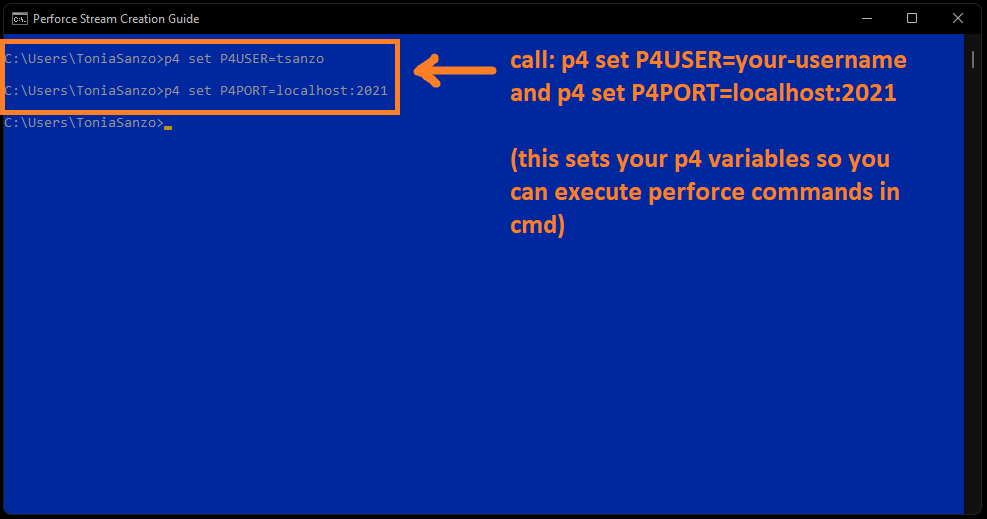 Perforce Stream Creation Guide
C:\Users\ToniaSanzo>p4 set P4USER=tsanzo
C:\Users\ToniaSanzo>p4 set P4PORT=localhost:2021
C:\Users\ToniaSanzo>_
call: p4 set P4USER=your-username
and p4 set P4PORT=localhost:2021
(this sets your p4 variables so you
can execute perforce commands in
cmd)